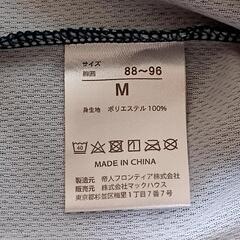 サイズ
胸囲 88~96
M
身生地 ポリエステル 100%
40
MADE IN CHINA
製造元 帝人フロンティア株式会社
販売元 株式会社マックハウス
東京都杉並区梅里1丁目7番7号